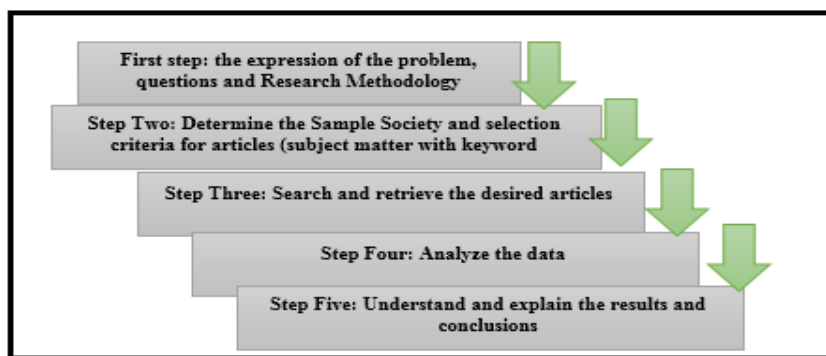 First step: the expression of the problem,
questions and Research Methodology
Step Two: Determine the Sample Society and selection
criteria for articles (subject matter with keyword
Step Three: Search and retrieve the desired articles
Step Four: Analyze the data
Step Five: Understand and explain the results and
conclusions